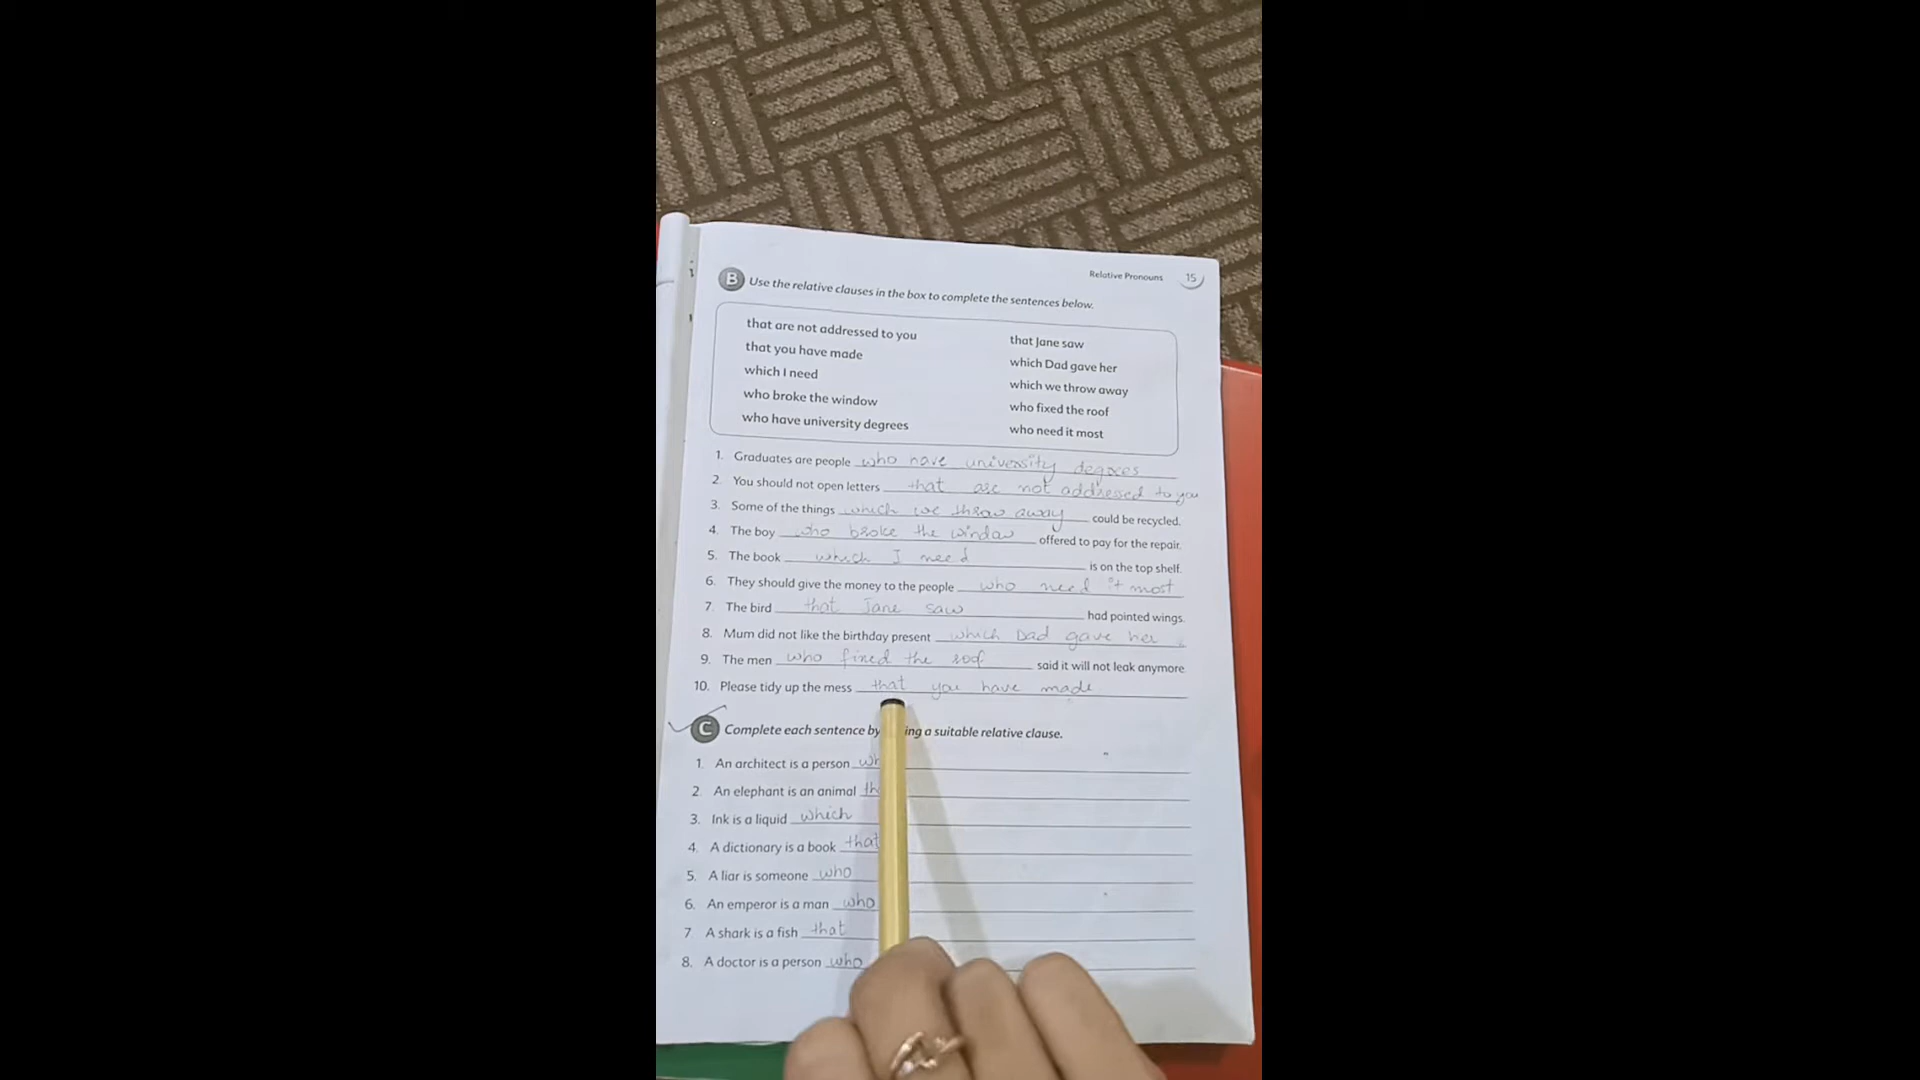 Relative Pronouns 15
B Use the relative clauses in the box to complete the sentences below.
that are not addressed to you
that you have made
which I need
who broke the window
who have university degrees
that Jane saw
which Dad gave her
which we throw away
who fixed the roof
who need it most
1. Graduates are people who have university degrees
2. You should not open letters that are not addressed to you
3. Some of the things which we throw away could be recycled.
4. The boy who broke the window offered to pay for the repair.
5. The book which I need is on the top shelf.
6. They should give the money to the people who need it most
7. The bird that Jane saw had pointed wings.
8. Mum did not like the birthday present which Dad gave her.
9. The men who fixed the roof said it will not leak anymore
10. Please tidy up the mess that you have made
C Complete each sentence by ing a suitable relative clause.
1. An architect is a person
2. An elephant is an animal
3. Ink is a liquid which
4. A dictionary is a book that
5. A liar is someone who
6. An emperor is a man who
7. A shark is a fish that
8. A doctor is a person who